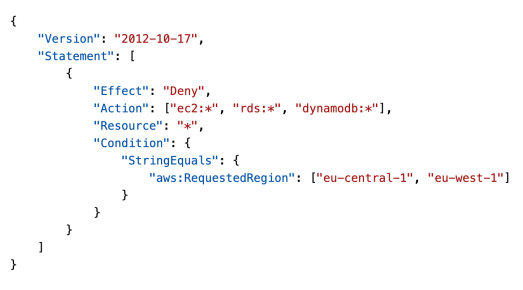 {
    "Version": "2012-10-17",
    "Statement": [
        {
            "Effect": "Deny",
            "Action": ["ec2:*", "rds:*", "dynamodb:*"],
            "Resource": "*",
            "Condition": {
                "StringEquals": {
                    "aws:RequestedRegion": ["eu-central-1", "eu-west-1"]
                }
            }
        }
    ]
}